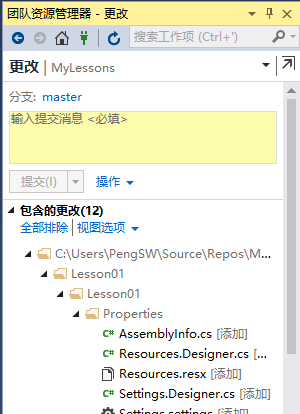 团队资源管理器 - 更改
搜索工作项 (Ctrl+')
更改 | MyLessons
分支: master
输入提交消息 <必填>
提交(I) 操作
包含的更改(12)
全部排除 | 视图选项
C:\Users\PengSW\Source\Repos\M...
Lesson01
Lesson01
Properties
C# AssemblyInfo.cs [添加]
C# Resources.Designer.cs [...
Resources.resx [添加]
C# Settings.Designer.cs [添加]
Settings.settings [添加]